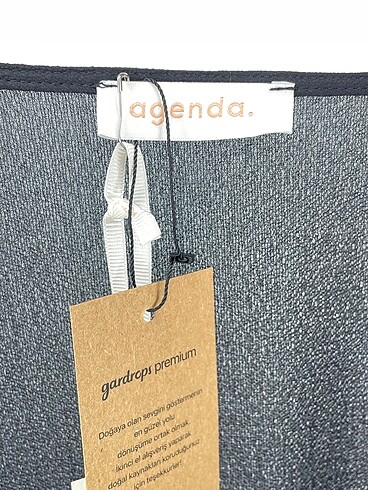 agenda.
gardrops premium
Doğaya olan sevgini göstermenin
en güzel yolu
dönüşüme ortak olmak.
İkinci el alışveriş yaparak
doğal kaynakları koruduğunuz
için teşekkürler.